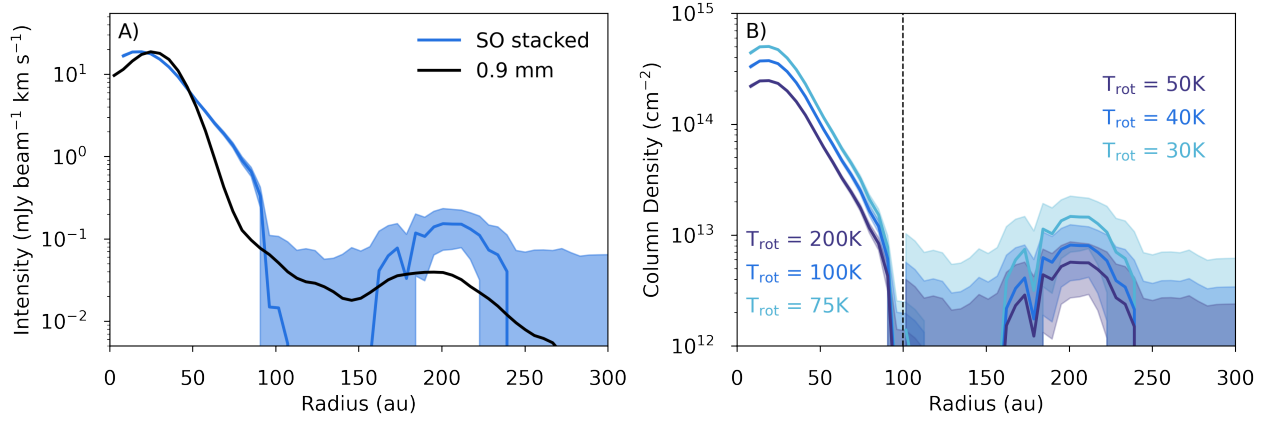 A)
SO stacked
0.9 mm
Intensity (mJy beam⁻¹ km s⁻¹)
10¹
10⁰
10⁻¹
10⁻²
0 50 100 150 200 250 300
Radius (au)
B)
T_rot = 50K
T_rot = 40K
T_rot = 30K
T_rot = 200K
T_rot = 100K
T_rot = 75K
Column Density (cm⁻²)
10¹⁵
10¹⁴
10¹³
10¹²
0 50 100 150 200 250 300
Radius (au)